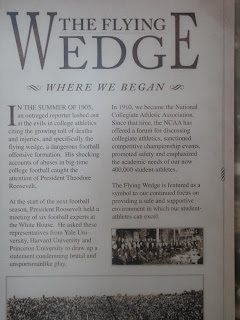 THE FLYING
WEDGE
WHERE WE BEGAN
IN THE SUMMER OF 1905,
an outraged reporter lashed out
at the evils in college athletics
citing the growing toll of deaths
and injuries, and specifically the
flying wedge, a dangerous football
offensive formation. His shocking
accounts of abuses in big-time
college football caught the
attention of President Theodore
Roosevelt.
At the start of the next football
season, President Roosevelt held a
meeting of six football experts at
the White House. He asked these
representatives from Yale Uni-
versity, Harvard University and
Princeton University to draw up a
statement condemning brutal and
unsportsmanlike play.
In 1910, we became the National
Collegiate Athletic Association.
Since that time, the NCAA has
offered a forum for discussing
collegiate athletics, sanctioned
competitive championship events,
promoted safety and emphasized
the academic needs of our now
400,000 student-athletes.
The Flying Wedge is featured as a
symbol to our continued focus on
providing a safe and supportive
environment in which our student-
athletes can excel.